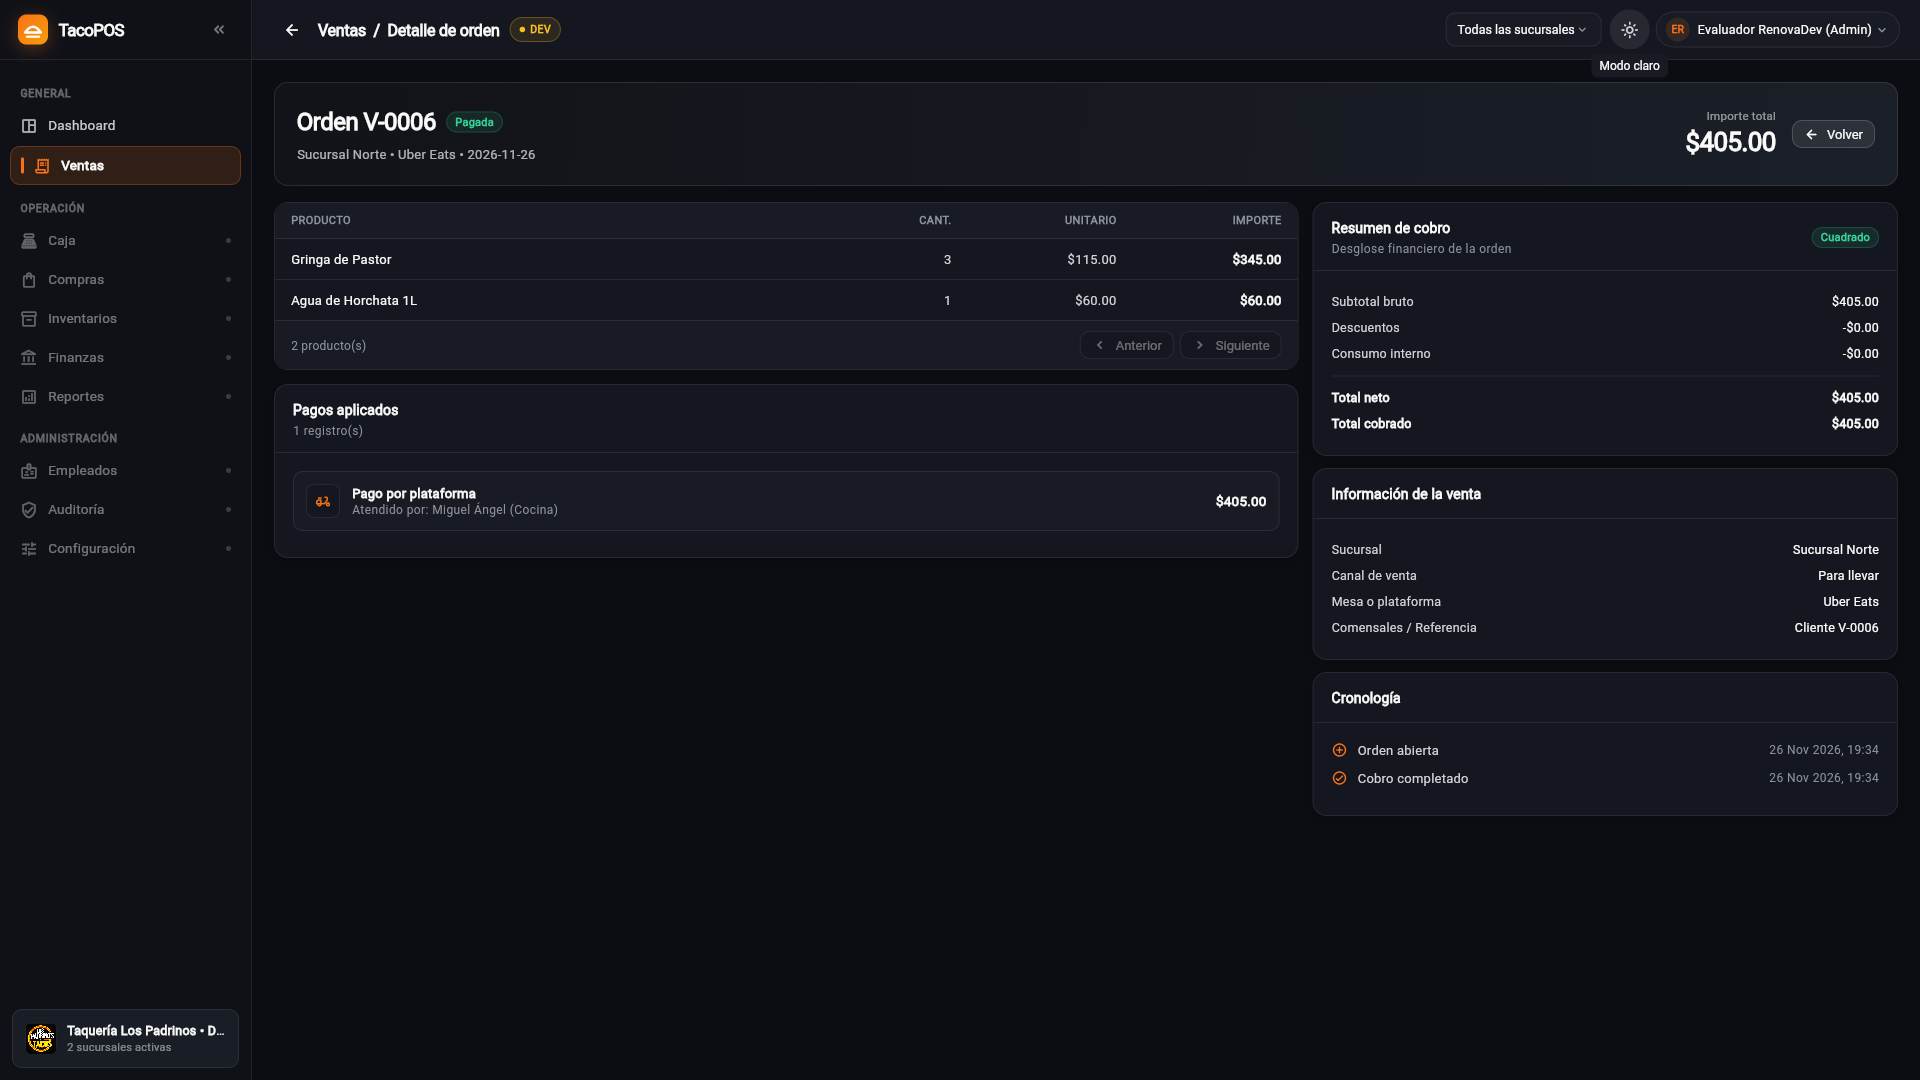 TacoPOS
Ventas / Detalle de orden
DEV
Todas las sucursales
ER
Evaluador RenovaDev (Admin)
Modo claro
GENERAL
Dashboard
Ventas
OPERACIÓN
Caja
Compras
Inventarios
Finanzas
Reportes
ADMINISTRACIÓN
Empleados
Auditoría
Configuración
Taquería Los Padrinos • D...
2 sucursales activas
Orden V-0006
Pagada
Sucursal Norte • Uber Eats • 2026-11-26
Importe total
$405.00
Volver
PRODUCTO CANT. UNITARIO IMPORTE
Gringa de Pastor 3 $115.00 $345.00
Agua de Horchata 1L 1 $60.00 $60.00
2 producto(s)
Anterior
Siguiente
Pagos aplicados
1 registro(s)
Pago por plataforma
Atendido por: Miguel Ángel (Cocina)
$405.00
Resumen de cobro
Desglose financiero de la orden
Cuadrado
Subtotal bruto $405.00
Descuentos -$0.00
Consumo interno -$0.00
Total neto $405.00
Total cobrado $405.00
Información de la venta
Sucursal Sucursal Norte
Canal de venta Para llevar
Mesa o plataforma Uber Eats
Comensales / Referencia Cliente V-0006
Cronología
Orden abierta 26 Nov 2026, 19:34
Cobro completado 26 Nov 2026, 19:34